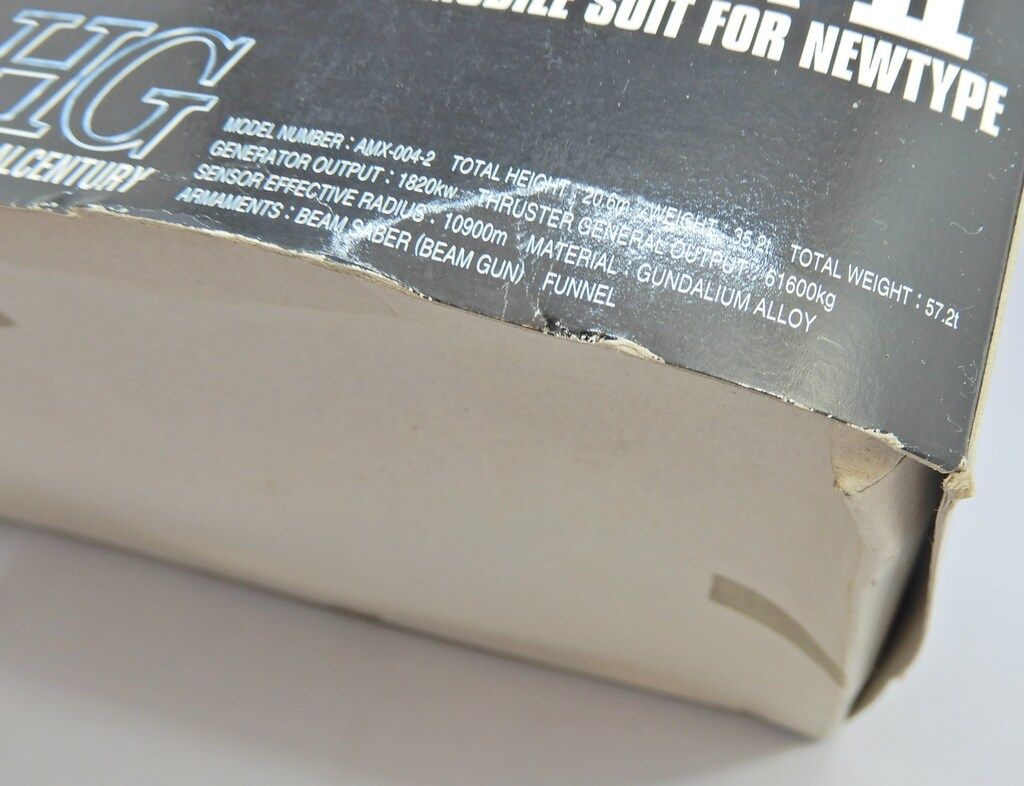 II
MOBILE SUIT FOR NEWTYPE
HG
ALCENTURY
MODEL NUMBER : AMX-004-2 TOTAL HEIGHT : 20.6m WEIGHT : 35.2t TOTAL WEIGHT : 57.2t
GENERATOR OUTPUT : 1820kw THRUSTER GENERAL OUTPUT : 61600kg
SENSOR EFFECTIVE RADIUS : 10900m MATERIAL : GUNDALIUM ALLOY
ARMAMENTS : BEAM SABER (BEAM GUN) FUNNEL